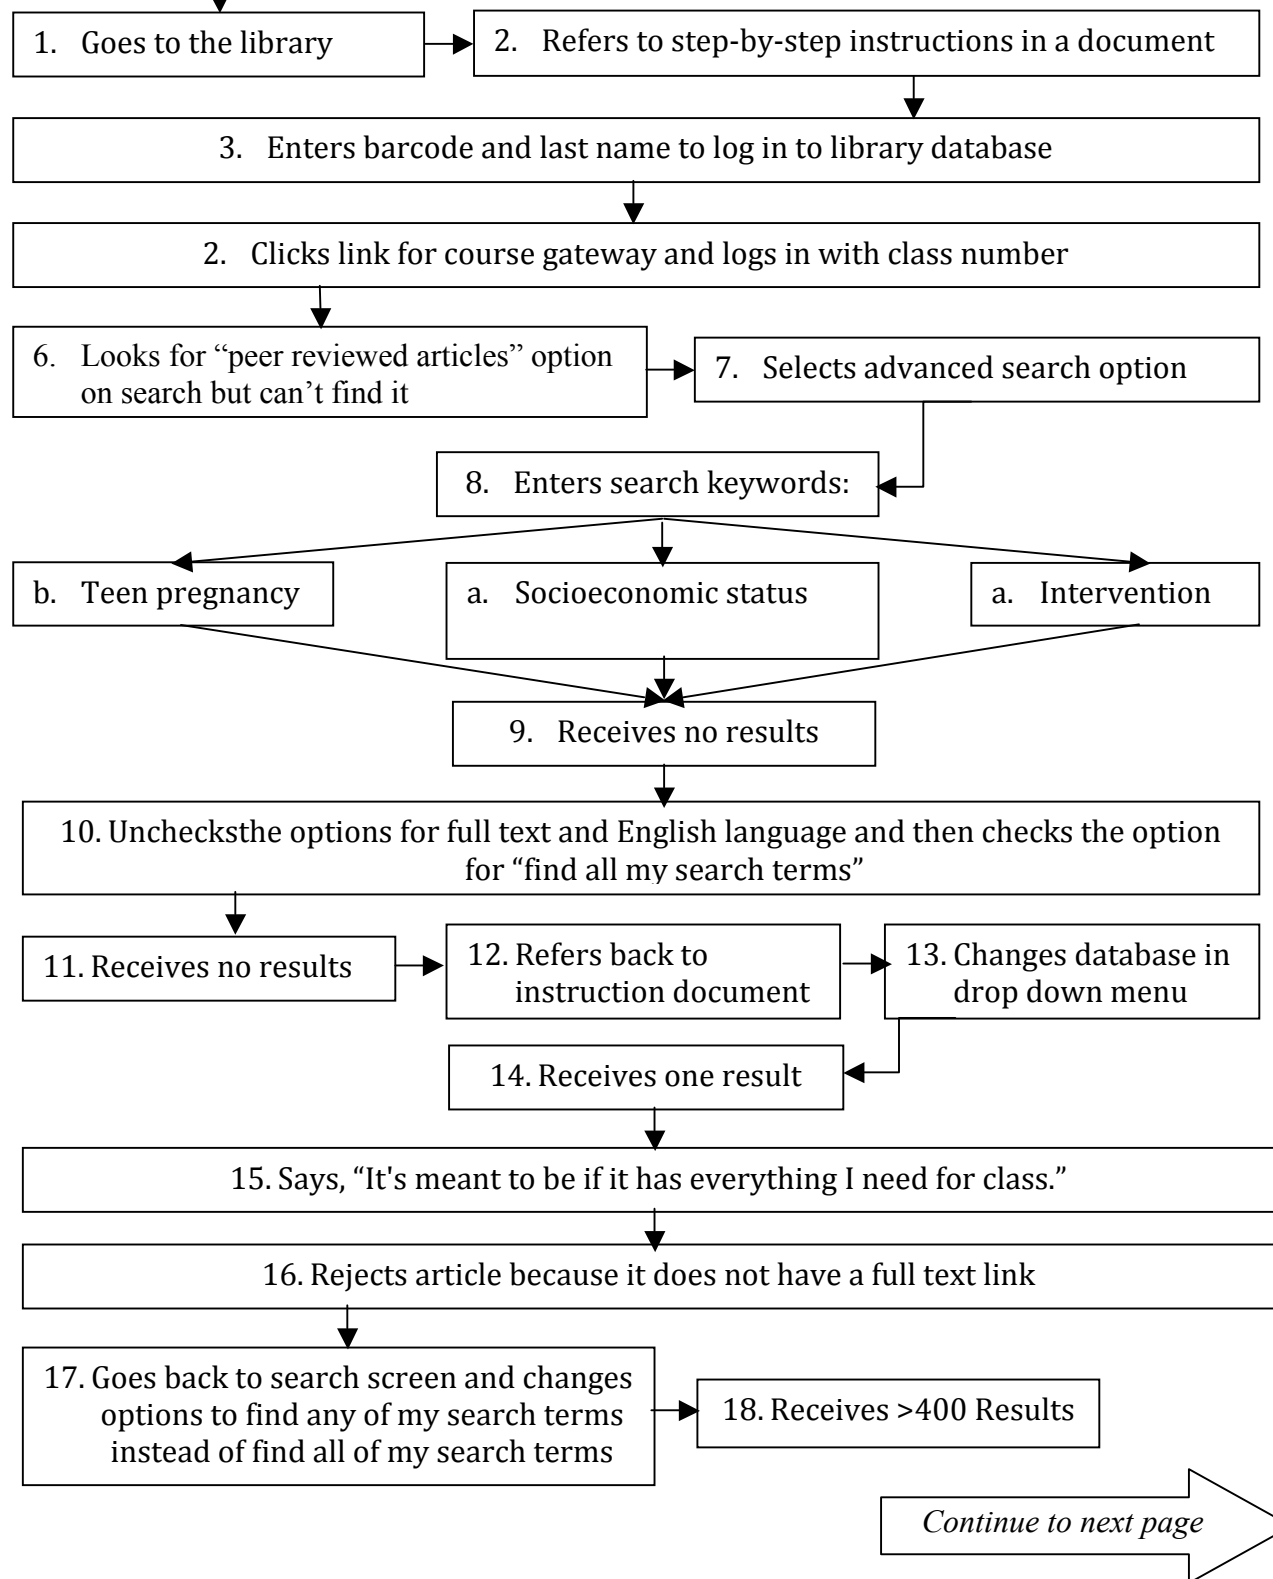 1. Goes to the library
2. Refers to step-by-step instructions in a document
3. Enters barcode and last name to log in to library database
2. Clicks link for course gateway and logs in with class number
6. Looks for “peer reviewed articles” option
on search but can’t find it
7. Selects advanced search option
8. Enters search keywords:
b. Teen pregnancy
a. Socioeconomic status
a. Intervention
9. Receives no results
10. Unchecksthe options for full text and English language and then checks the option
for “find all my search terms”
11. Receives no results
12. Refers back to
instruction document
13. Changes database in
drop down menu
14. Receives one result
15. Says, “It's meant to be if it has everything I need for class.”
16. Rejects article because it does not have a full text link
17. Goes back to search screen and changes
options to find any of my search terms
instead of find all of my search terms
18. Receives >400 Results
Continue to next page